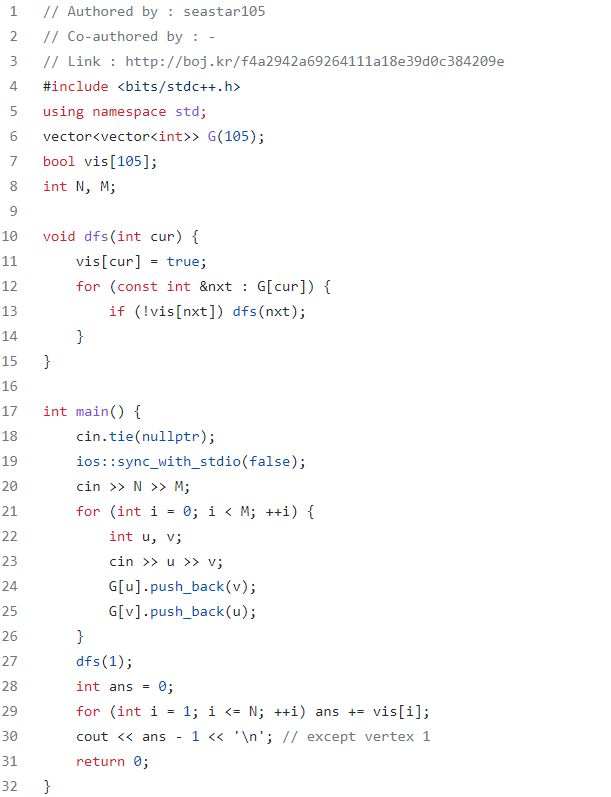 1 // Authored by : seastar105
2 // Co-authored by : -
3 // Link : http://boj.kr/f4a2942a69264111a18e39d0c384209e
4 #include <bits/stdc++.h>
5 using namespace std;
6 vector<vector<int>> G(105);
7 bool vis[105];
8 int N, M;
9
10 void dfs(int cur) {
11     vis[cur] = true;
12     for (const int &nxt : G[cur]) {
13         if (!vis[nxt]) dfs(nxt);
14     }
15 }
16
17 int main() {
18     cin.tie(nullptr);
19     ios::sync_with_stdio(false);
20     cin >> N >> M;
21     for (int i = 0; i < M; ++i) {
22         int u, v;
23         cin >> u >> v;
24         G[u].push_back(v);
25         G[v].push_back(u);
26     }
27     dfs(1);
28     int ans = 0;
29     for (int i = 1; i <= N; ++i) ans += vis[i];
30     cout << ans - 1 << '\n'; // except vertex 1
31     return 0;
32 }